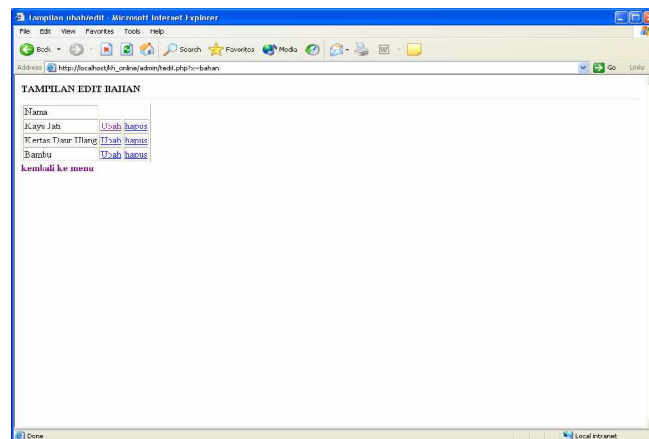 Tampilan ubah/edit - Microsoft Internet Explorer
File Edit View Favorites Tools Help
Back Search Favorites Media
Address http://localhost/kh_online/admin/tedit.php?x=bahan Go Links
TAMPILAN EDIT BAHAN
Nama
Kayu Jati Ubah hapus
Kertas Daur Ulang Ubah hapus
Bambu Ubah hapus
kembali ke menu
Done Local intranet